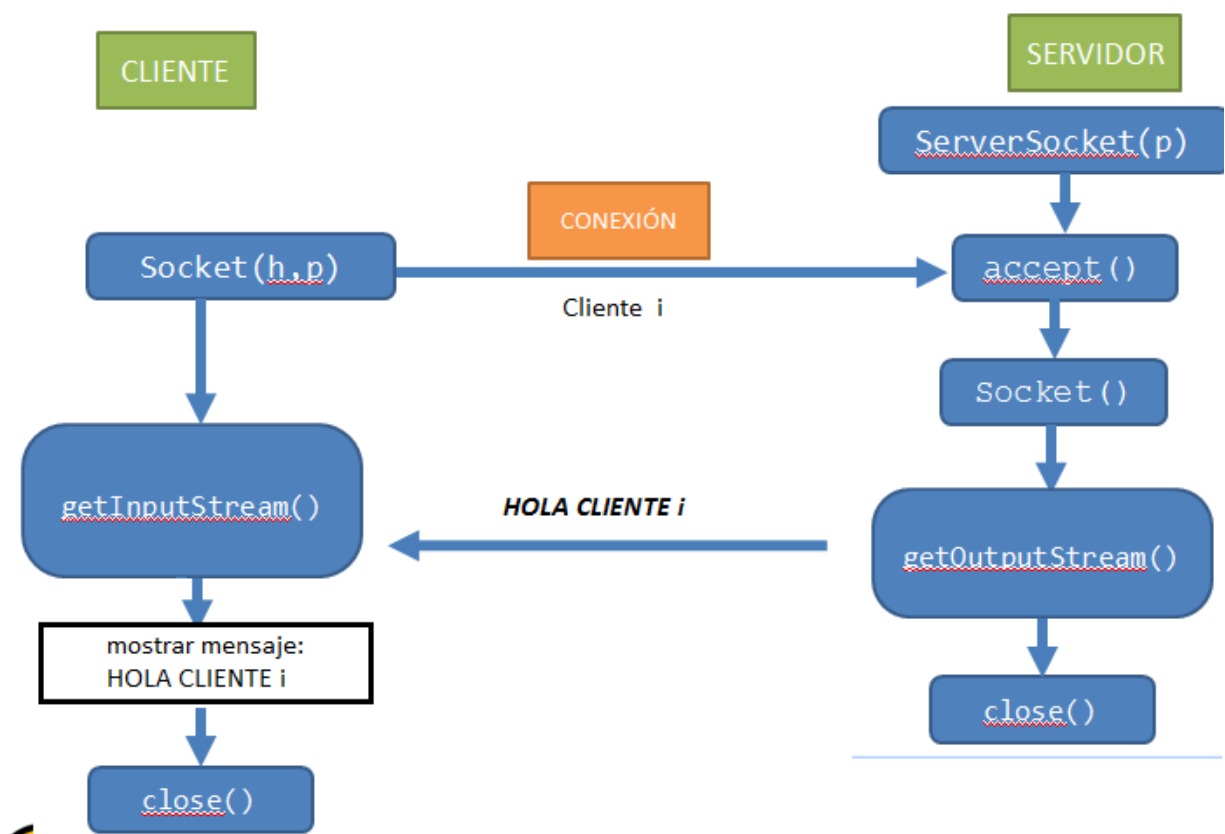 CLIENTE
SERVIDOR
ServerSocket(p)
CONEXIÓN
Socket(h,p)
accept()
Cliente i
Socket()
getInputStream()
HOLA CLIENTE i
getOutputStream()
mostrar mensaje:
HOLA CLIENTE i
close()
close()